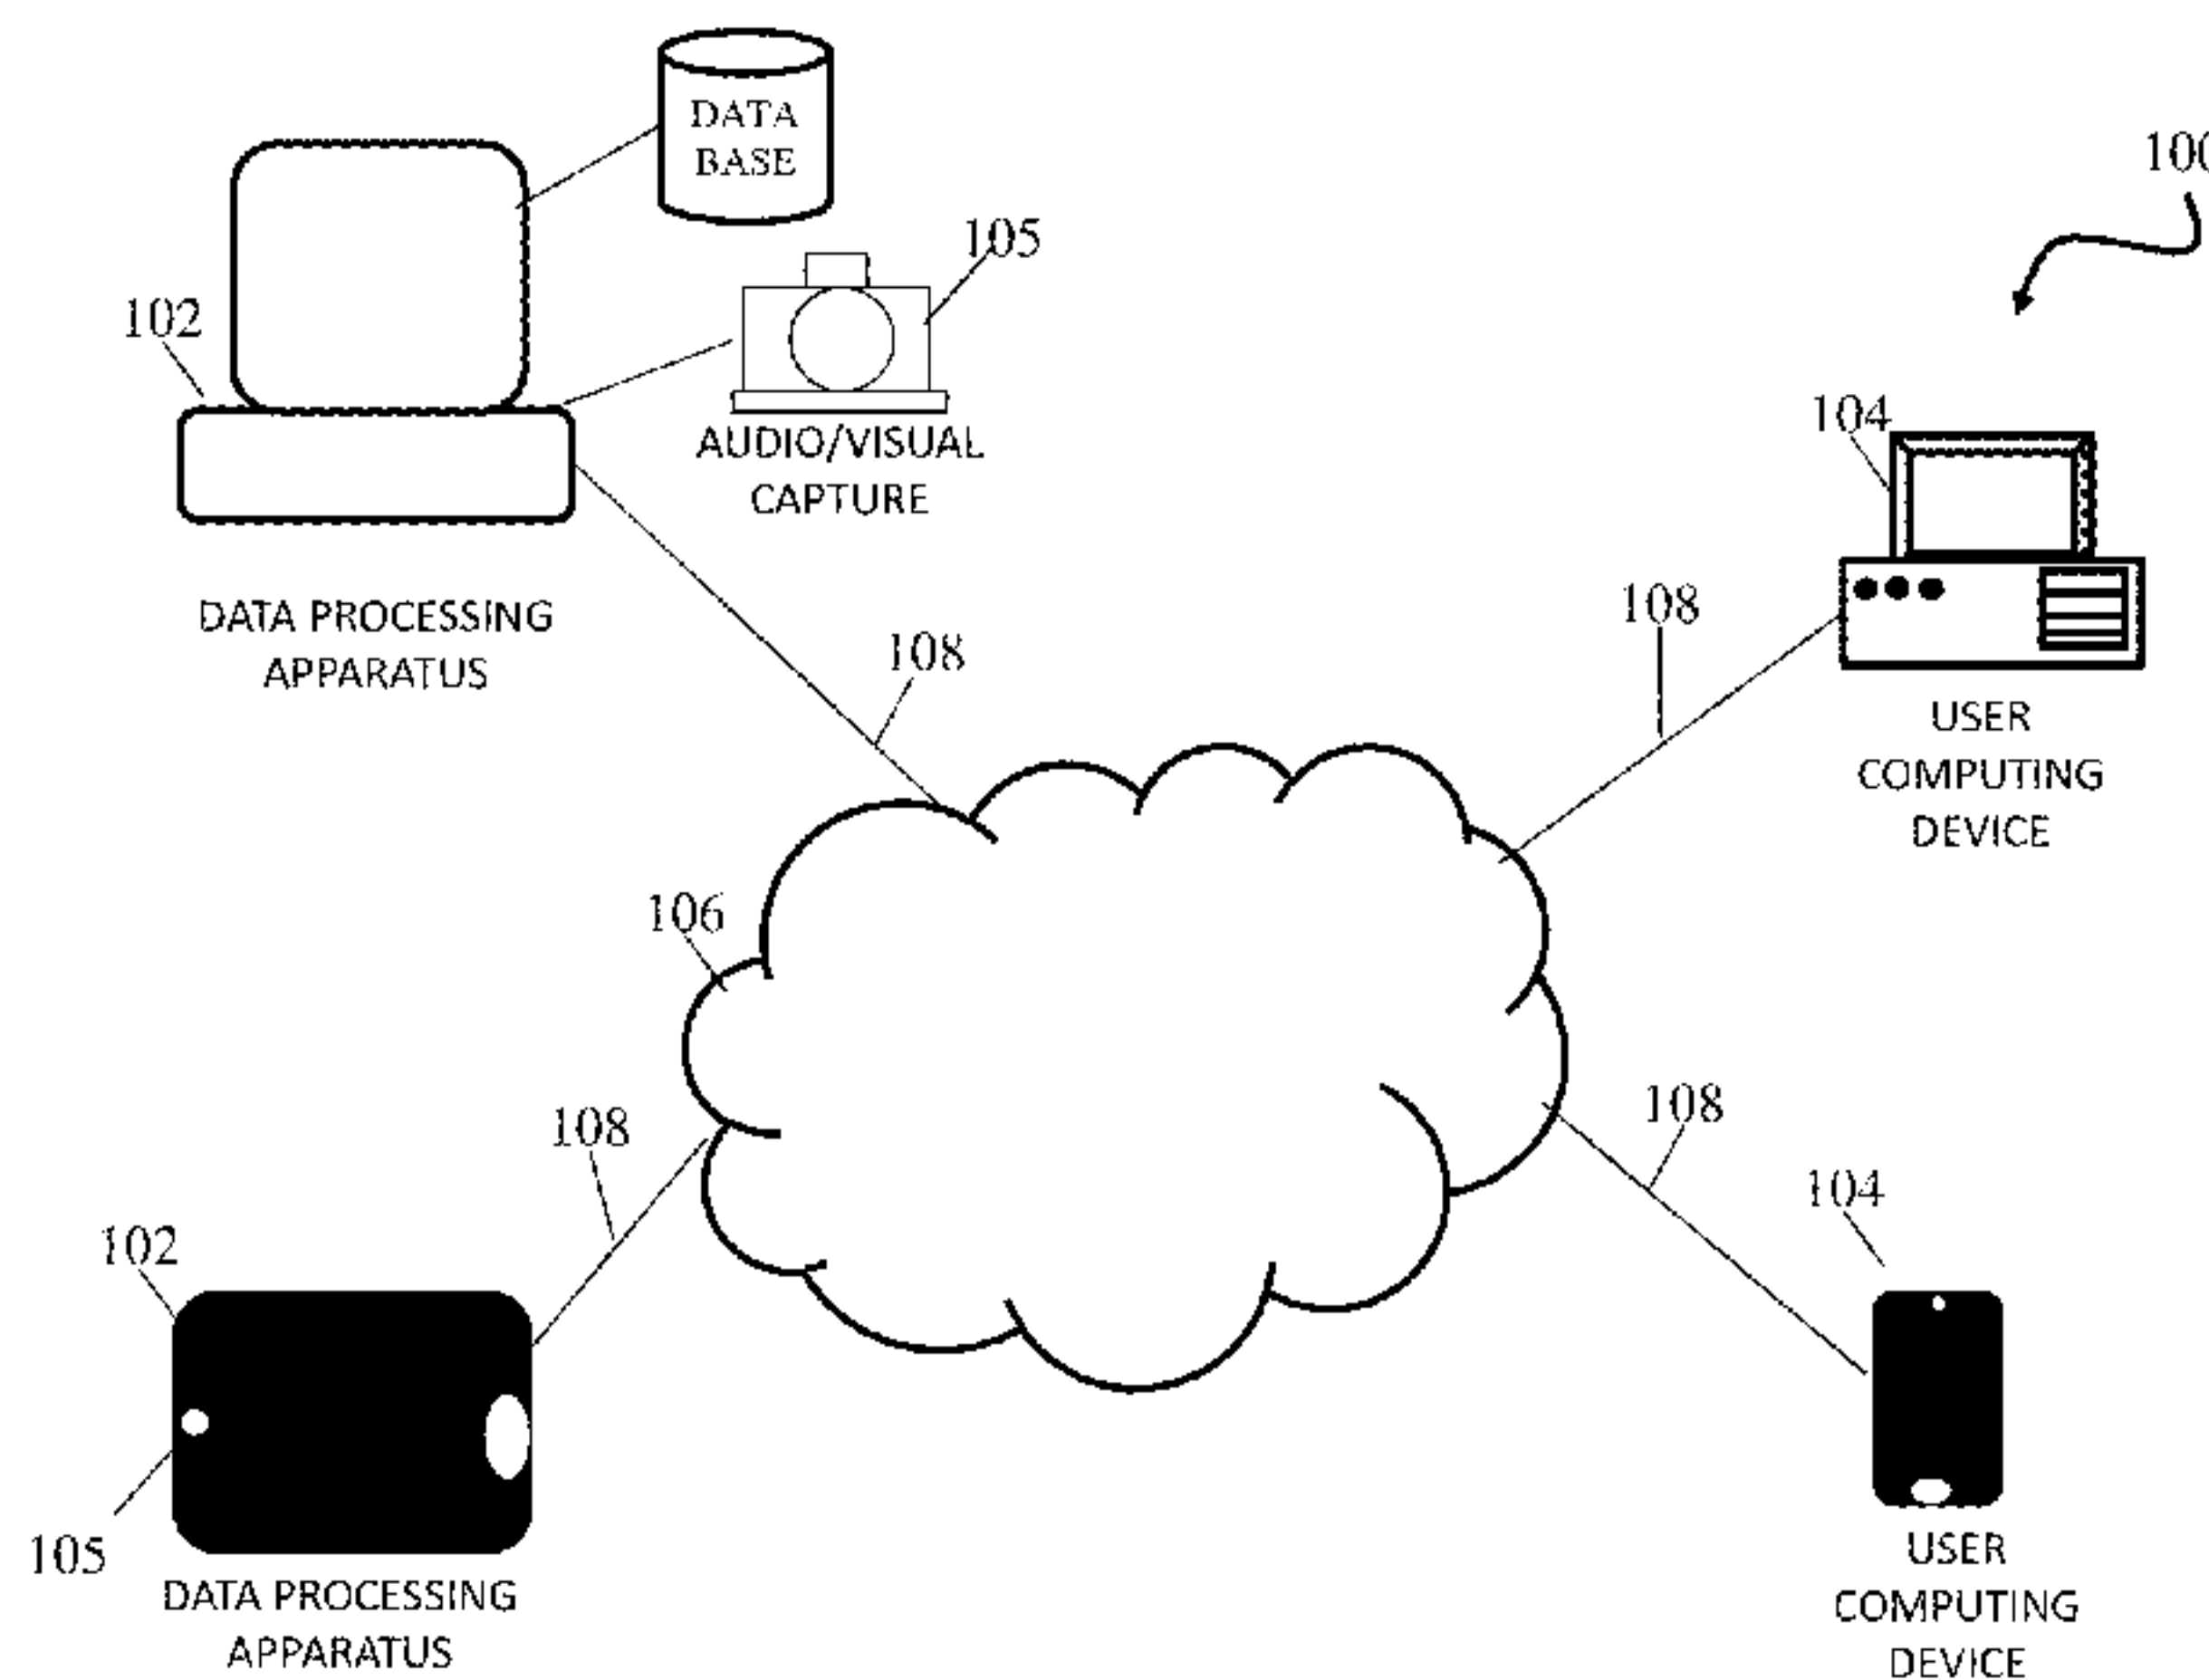 DATA
BASE
100
105
102
AUDIO/VISUAL
CAPTURE
104
DATA PROCESSING
APPARATUS
108
108
USER
COMPUTING
DEVICE
106
108
108
104
102
105
DATA PROCESSING
APPARATUS
USER
COMPUTING
DEVICE